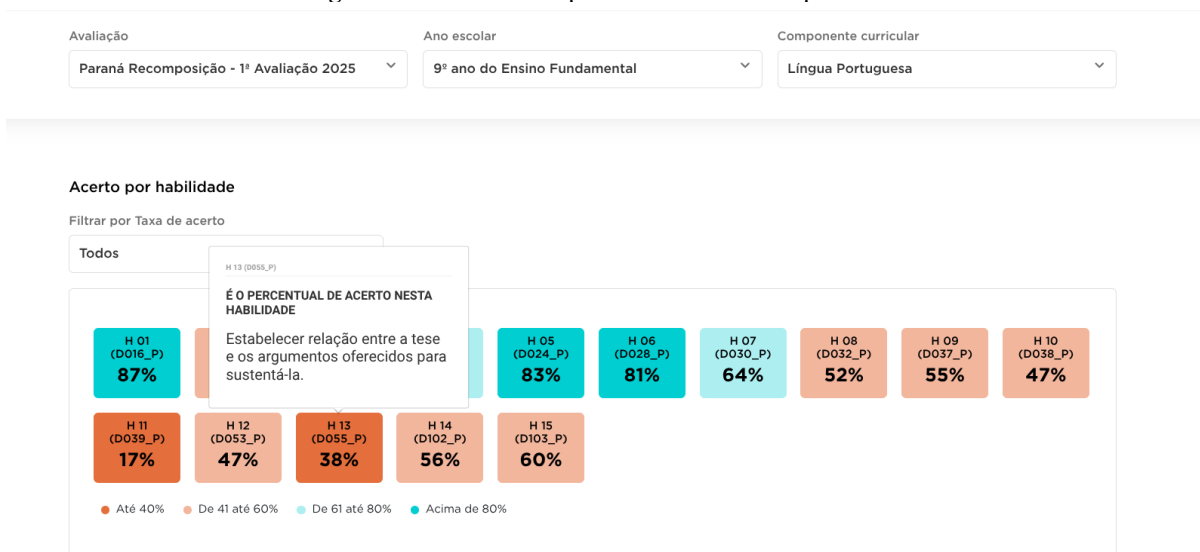 Avaliação
Ano escolar
Componente curricular
Paraná Recomposição - 1ª Avaliação 2025
9º ano do Ensino Fundamental
Língua Portuguesa
Acerto por habilidade
Filtrar por Taxa de acerto
Todos
H 13 (D055_P)
É O PERCENTUAL DE ACERTO NESTA
HABILIDADE
Estabelecer relação entre a tese
e os argumentos oferecidos para
sustentá-la.
H 01
(D016_P)
87%
H 05
(D024_P)
83%
H 06
(D028_P)
81%
H 07
(D030_P)
64%
H 08
(D032_P)
52%
H 09
(D037_P)
55%
H 10
(D038_P)
47%
H 11
(D039_P)
17%
H 12
(D053_P)
47%
H 13
(D055_P)
38%
H 14
(D102_P)
56%
H 15
(D103_P)
60%
Até 40%
De 41 até 60%
De 61 até 80%
Acima de 80%